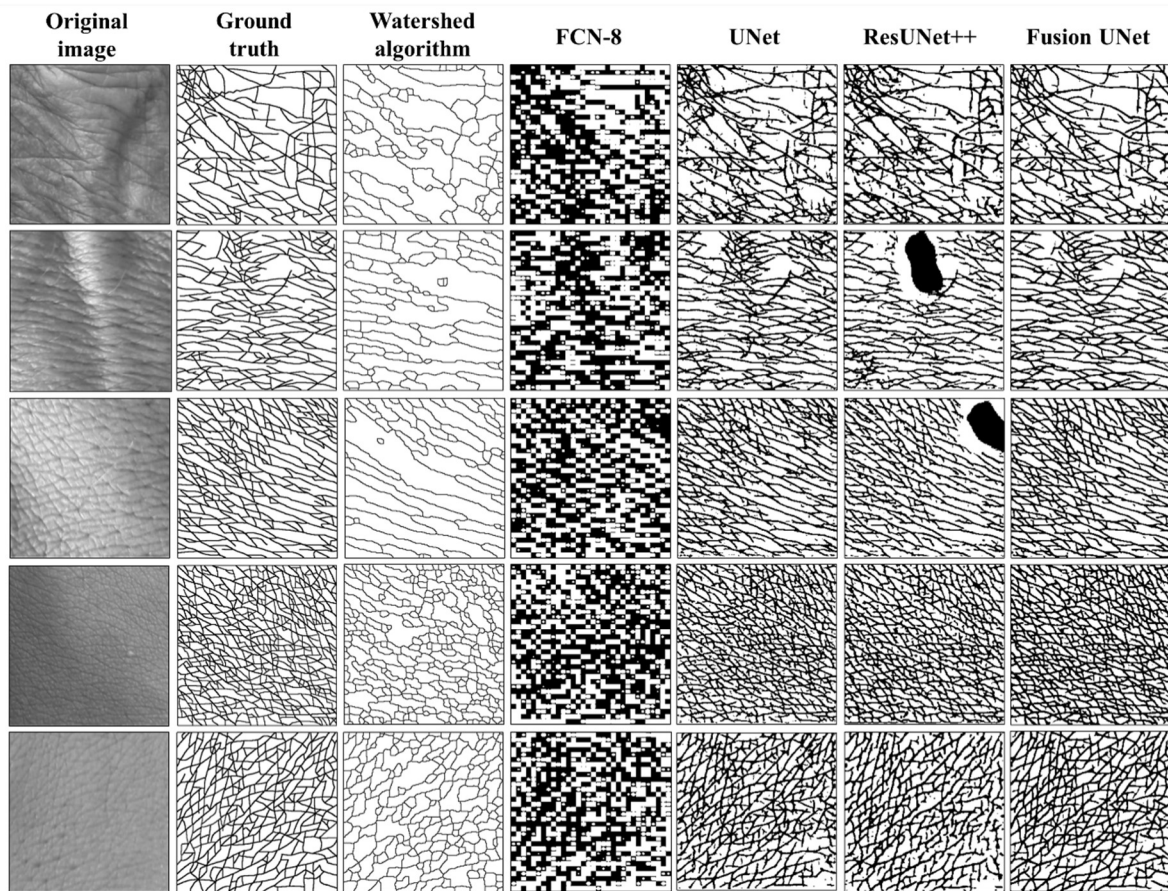 Original image
Ground truth
Watershed algorithm
FCN-8
UNet
ResUNet++
Fusion UNet